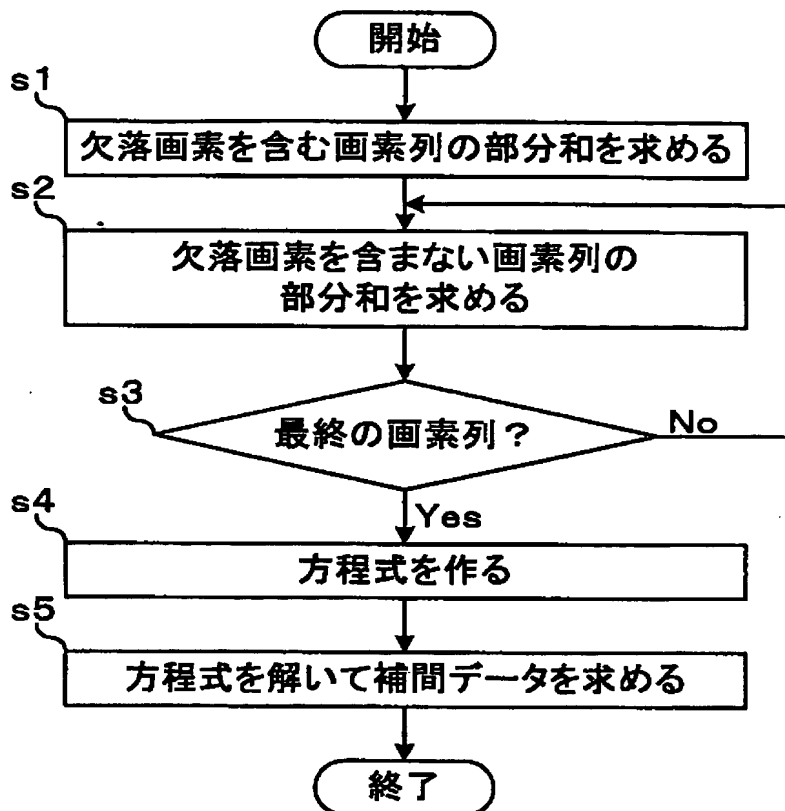 開始
s1
欠落画素を含む画素列の部分和を求める
s2
欠落画素を含まない画素列の
部分和を求める
s3
最終の画素列？
No
Yes
s4
方程式を作る
s5
方程式を解いて補間データを求める
終了